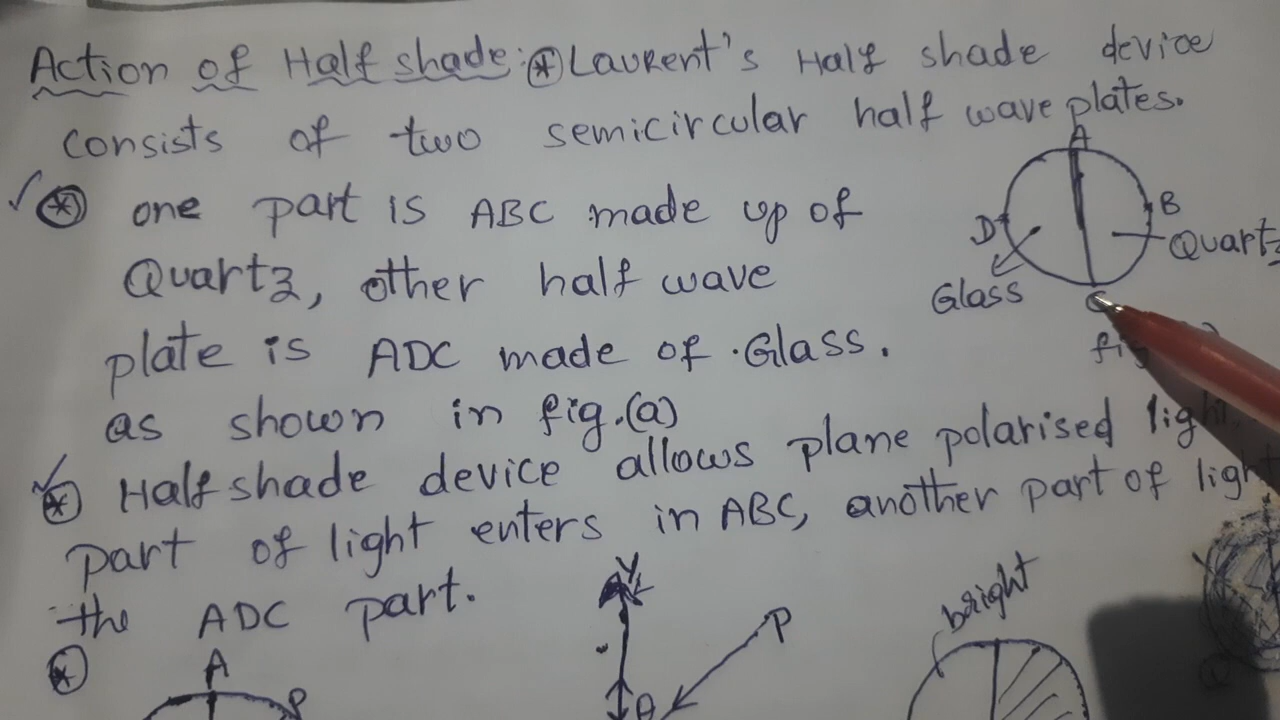 Action of Half shade: * Laurent's Half shade device
consists of two semicircular half wave plates.
* one part is ABC made up of
Quartz, other half wave
plate is ADC made of Glass.
as shown in fig.(a)
* Half shade device allows plane polarised light,
part of light enters in ABC, another part of light
the ADC part.
*
A
B
Quartz
D
Glass
C
A
P
Y
P
θ
bright